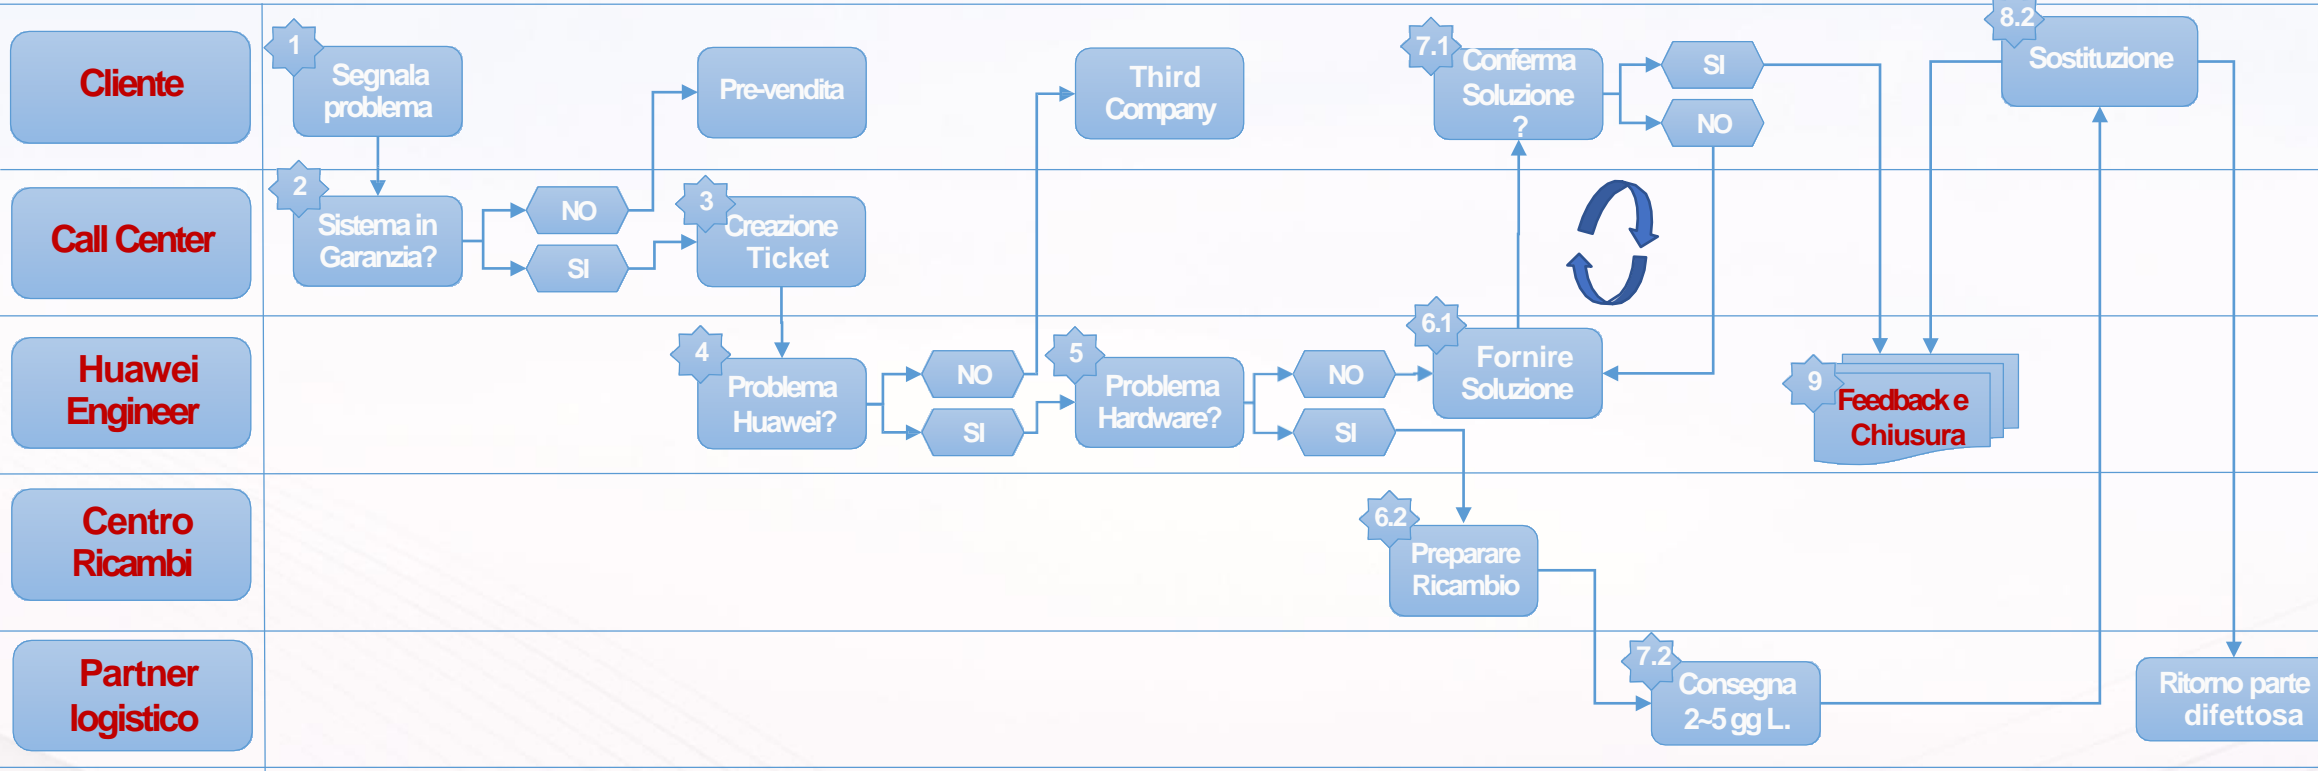 Cliente
1
Segnala
problema
Pre-vendita
Third
Company
7.1
Conferma
Soluzione
?
SI
NO
8.2
Sostituzione
Call Center
2
Sistema in
Garanzia?
NO
SI
3
Creazione
Ticket
Huawei
Engineer
4
Problema
Huawei?
NO
SI
5
Problema
Hardware?
NO
SI
6.1
Fornire
Soluzione
9
Feedback e
Chiusura
Centro
Ricambi
6.2
Preparare
Ricambio
Partner
logistico
7.2
Consegna
2~5 gg L.
Ritorno parte
difettosa